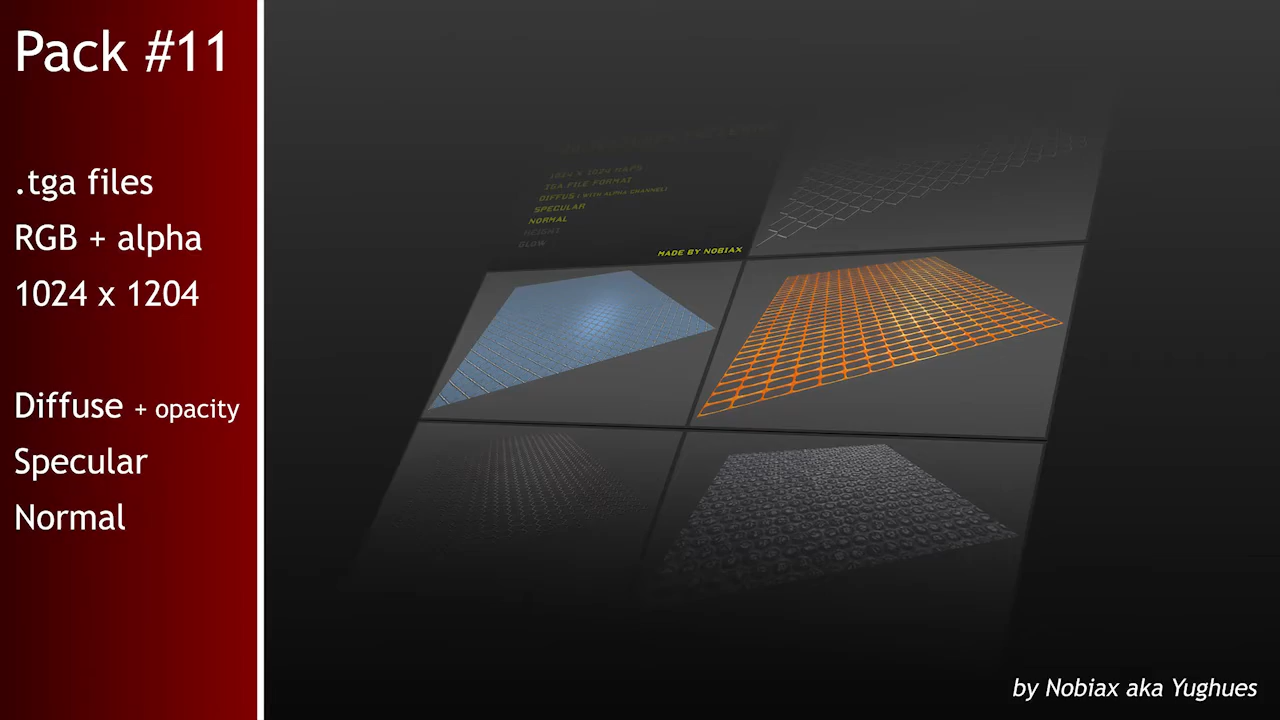 Pack #11
.tga files
RGB + alpha
1024 x 1204
Diffuse + opacity
Specular
Normal
1024 X 1024 MAPS
TGA FILE FORMAT
DIFFUS ( WITH ALPHA CHANNEL)
SPECULAR
NORMAL
HEIGHT
GLOW
MADE BY NOBIAX
by Nobiax aka Yughues